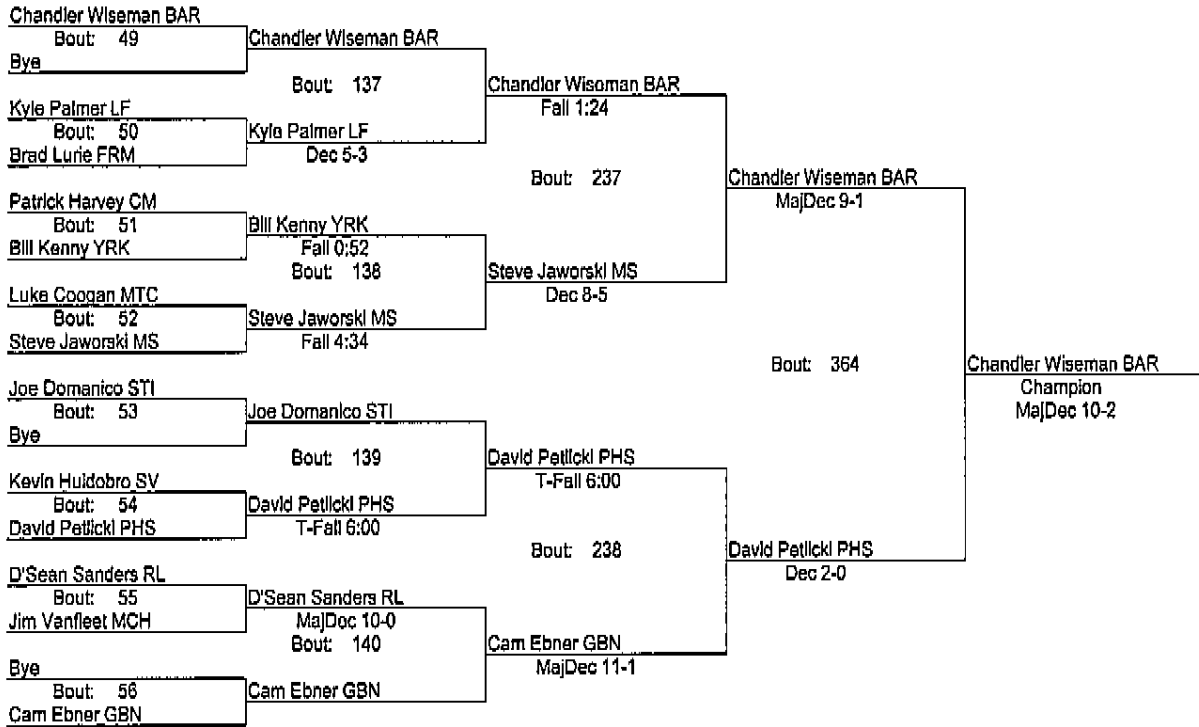 Chandler Wiseman BAR
Bout: 49
Bye
Chandler Wiseman BAR
Bout: 137
Kyle Palmer LF
Bout: 50
Brad Lurie FRM
Kyle Palmer LF
Dec 5-3
Chandler Wiseman BAR
Fall 1:24
Bout: 237
Patrick Harvey CM
Bout: 51
Bill Kenny YRK
Bill Kenny YRK
Fall 0:52
Bout: 138
Luke Coogan MTC
Bout: 52
Steve Jaworski MS
Steve Jaworski MS
Fall 4:34
Steve Jaworski MS
Dec 8-5
Chandler Wiseman BAR
MajDec 9-1
Bout: 364
Joe Domanico STI
Bout: 53
Bye
Joe Domanico STI
Bout: 139
Kevin Huidobro SV
Bout: 54
David Petlicki PHS
David Petlicki PHS
T-Fall 6:00
David Petlicki PHS
T-Fall 6:00
Bout: 238
D'Sean Sanders RL
Bout: 55
Jim Vanfleet MCH
D'Sean Sanders RL
MajDec 10-0
Bout: 140
Bye
Bout: 56
Cam Ebner GBN
Cam Ebner GBN
Cam Ebner GBN
MajDec 11-1
David Petlicki PHS
Dec 2-0
Chandler Wiseman BAR
Champion
MajDec 10-2